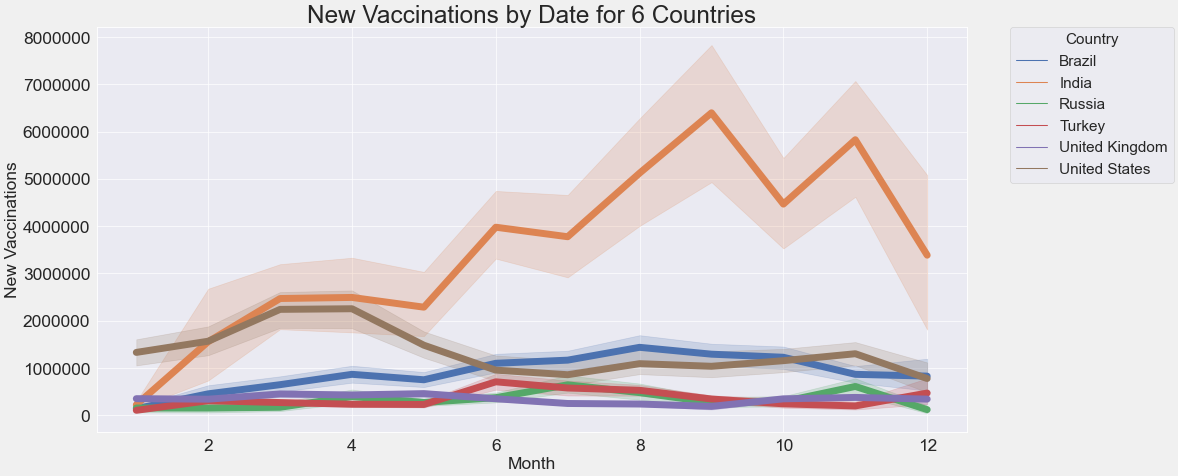 New Vaccinations by Date for 6 Countries
8000000
7000000
6000000
5000000
4000000
3000000
2000000
1000000
0
New Vaccinations
2
4
6
8
10
12
Month
Country
Brazil
India
Russia
Turkey
United Kingdom
United States